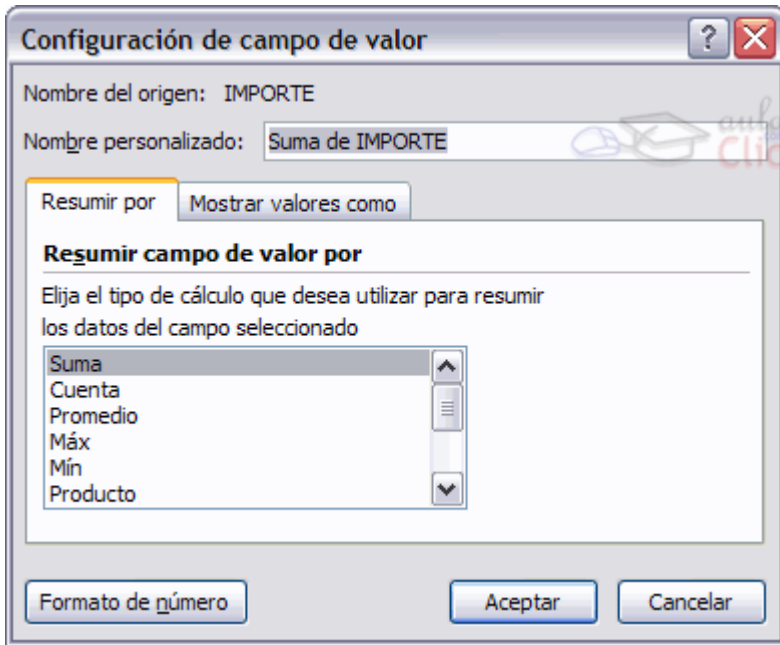 Configuración de campo de valor
Nombre del origen: IMPORTE
Nombre personalizado: Suma de IMPORTE
aula
Clic
Resumir por Mostrar valores como
Resumir campo de valor por
Elija el tipo de cálculo que desea utilizar para resumir
los datos del campo seleccionado
Suma
Cuenta
Promedio
Máx
Mín
Producto
Formato de número Aceptar Cancelar